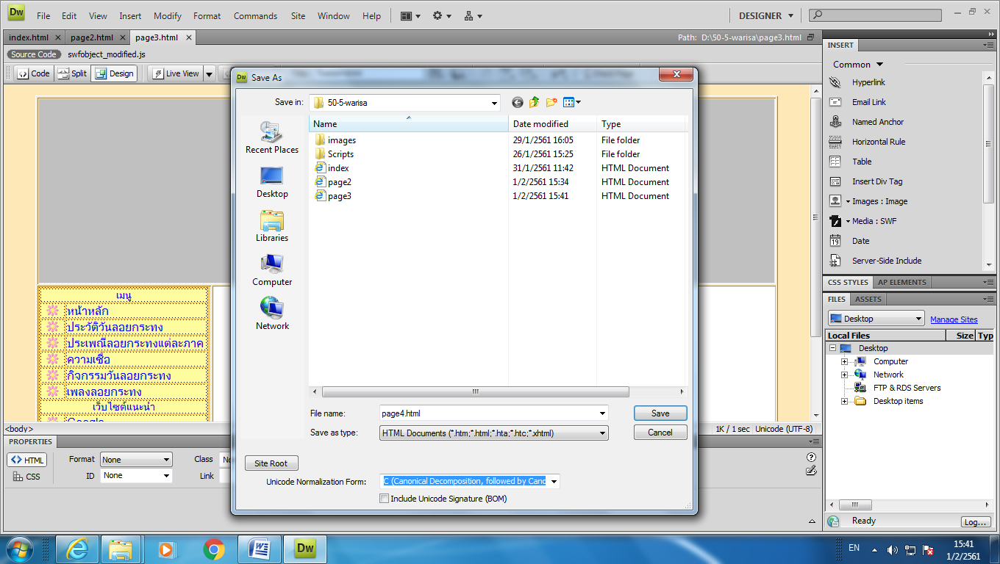 Dw File Edit View Insert Modify Format Commands Site Window Help DESIGNER
index.html page2.html page3.html Path: D:\50-5-warisa\page3.html
Source Code swfobject_modified.js
Code Split Design Live View
Dw Save As
Save in: 50-5-warisa
Name Date modified Type
images 29/1/2561 16:05 File folder
Scripts 26/1/2561 15:25 File folder
index 31/1/2561 11:42 HTML Document
page2 1/2/2561 15:34 HTML Document
page3 1/2/2561 15:41 HTML Document
Recent Places
Desktop
Libraries
Computer
Network
File name: page4.html Save
Save as type: HTML Documents (*.htm;*.html;*.hta;*.htc;*.xhtml) Cancel
Site Root
Unicode Normalization Form: C (Canonical Decomposition, followed by Cano
Include Unicode Signature (BOM)
เมนู
หน้าหลัก
ประวัติวันลอยกระทง
ประเพณีลอยกระทงแต่ละภาค
ความเชื่อ
กิจกรรมวันลอยกระทง
เพลงลอยกระทง
เว็บไซต์แนะนำ
Google
<body> 1K / 1 sec Unicode (UTF-8)
PROPERTIES
HTML Format None Class
CSS ID None Link
INSERT
Common
Hyperlink
Email Link
Named Anchor
Horizontal Rule
Table
Insert Div Tag
Images : Image
Media : SWF
19 Date
Server-Side Include
CSS STYLES AP ELEMENTS
FILES ASSETS
Desktop Manage Sites
Local Files Size Typ
Desktop
Computer
Network
FTP & RDS Servers
Desktop items
Ready Log...
Dw EN 15:41
1/2/2561